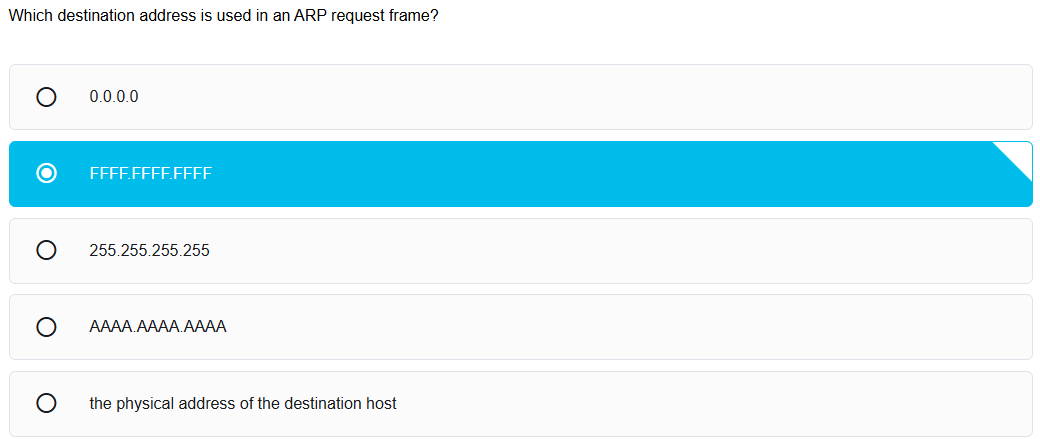 Which destination address is used in an ARP request frame?
0.0.0.0
FFFF.FFFF.FFFF
255.255.255.255
AAAA.AAAA.AAAA
the physical address of the destination host